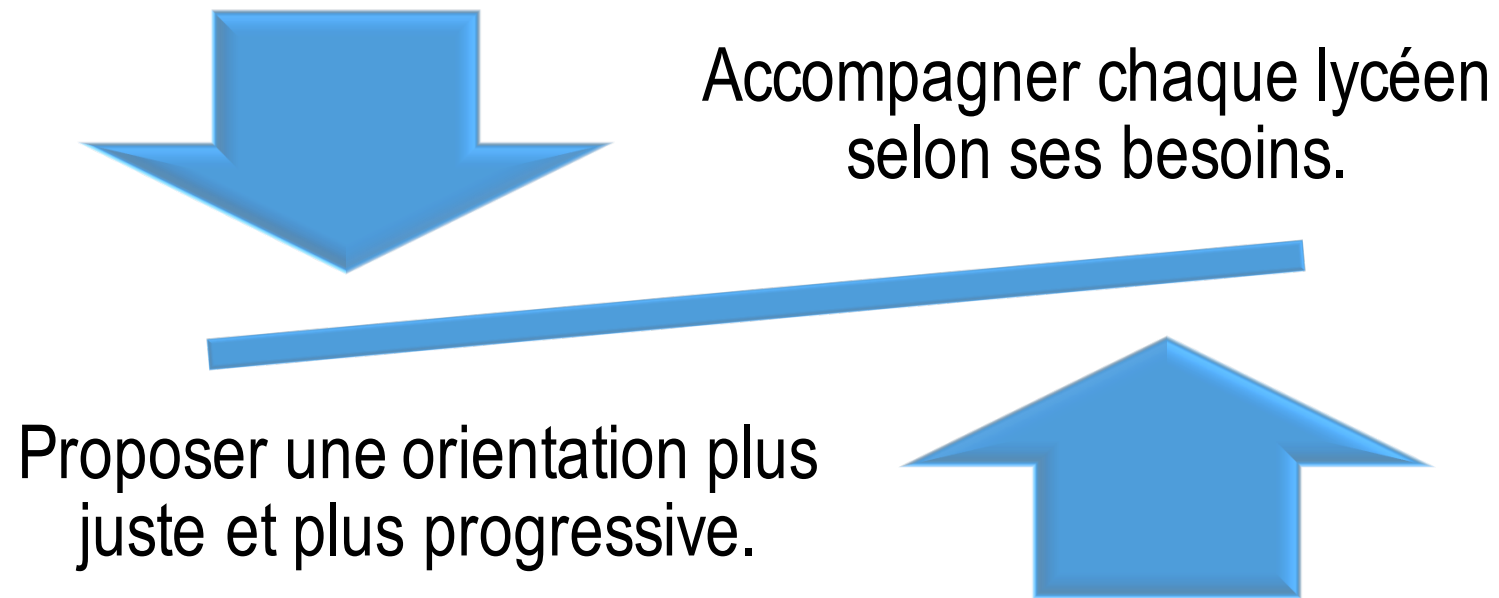 Accompagner chaque lycéen
selon ses besoins.
Proposer une orientation plus
juste et plus progressive.